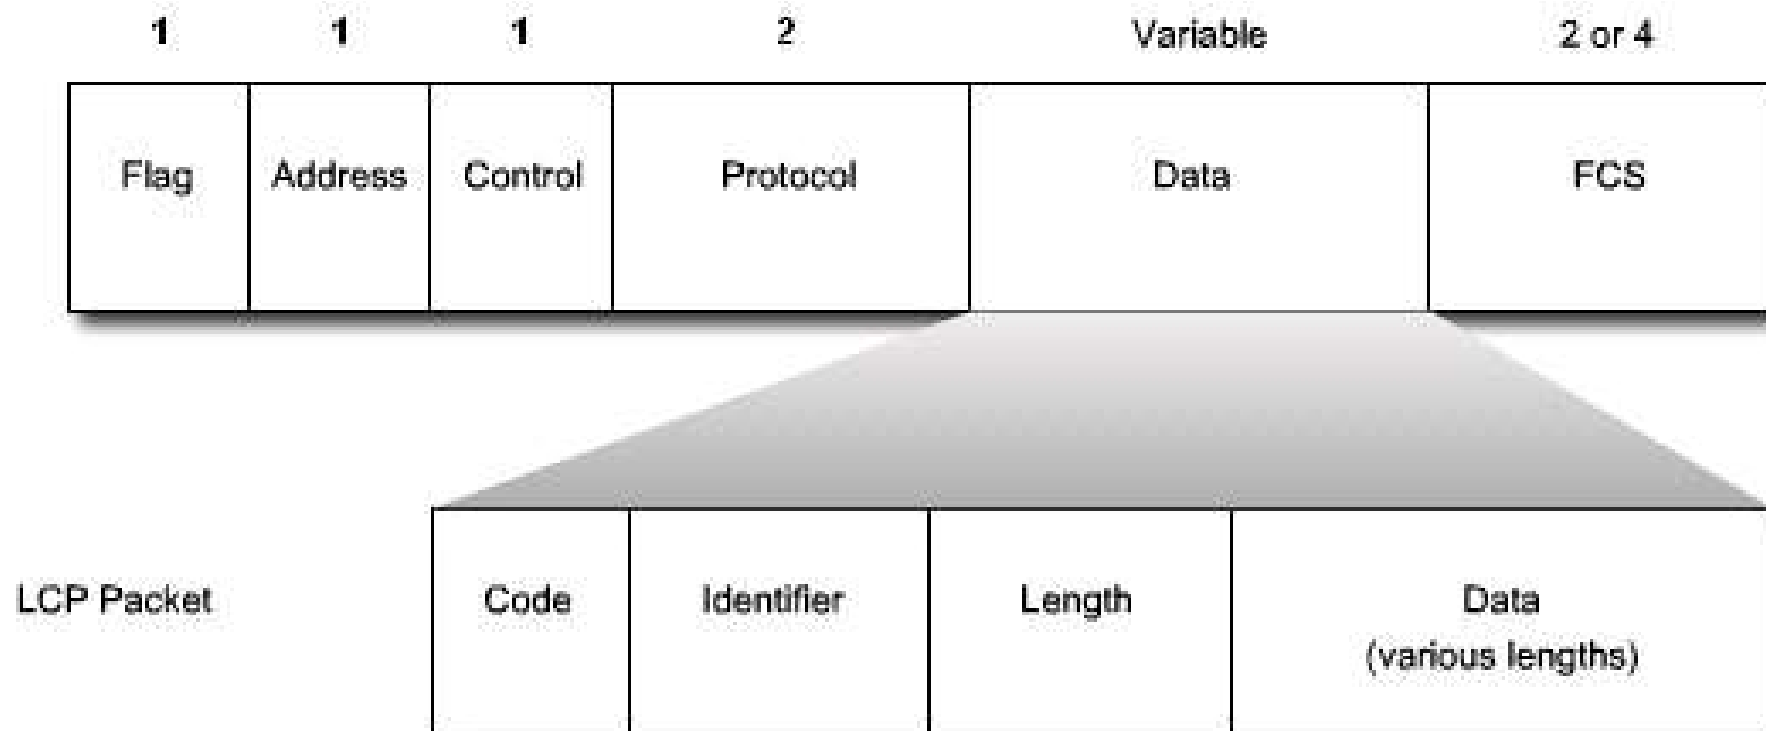 1 1 1 2 Variable 2 or 4
Flag Address Control Protocol Data FCS
LCP Packet Code Identifier Length Data
(various lengths)